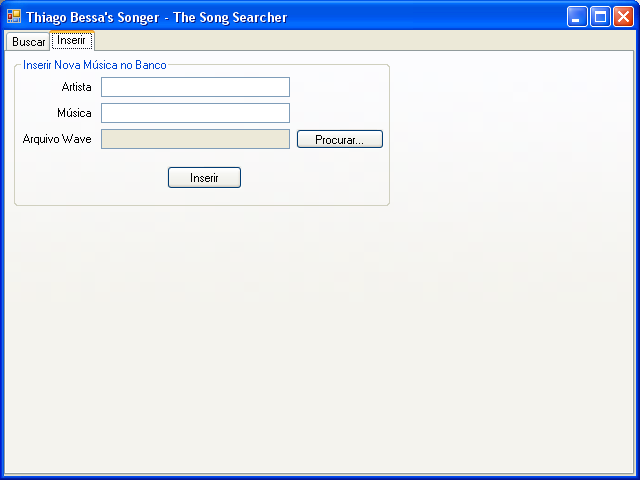 Thiago Bessa's Songer - The Song Searcher
Buscar Inserir
Inserir Nova Música no Banco
Artista
Música
Arquivo Wave Procurar...
Inserir